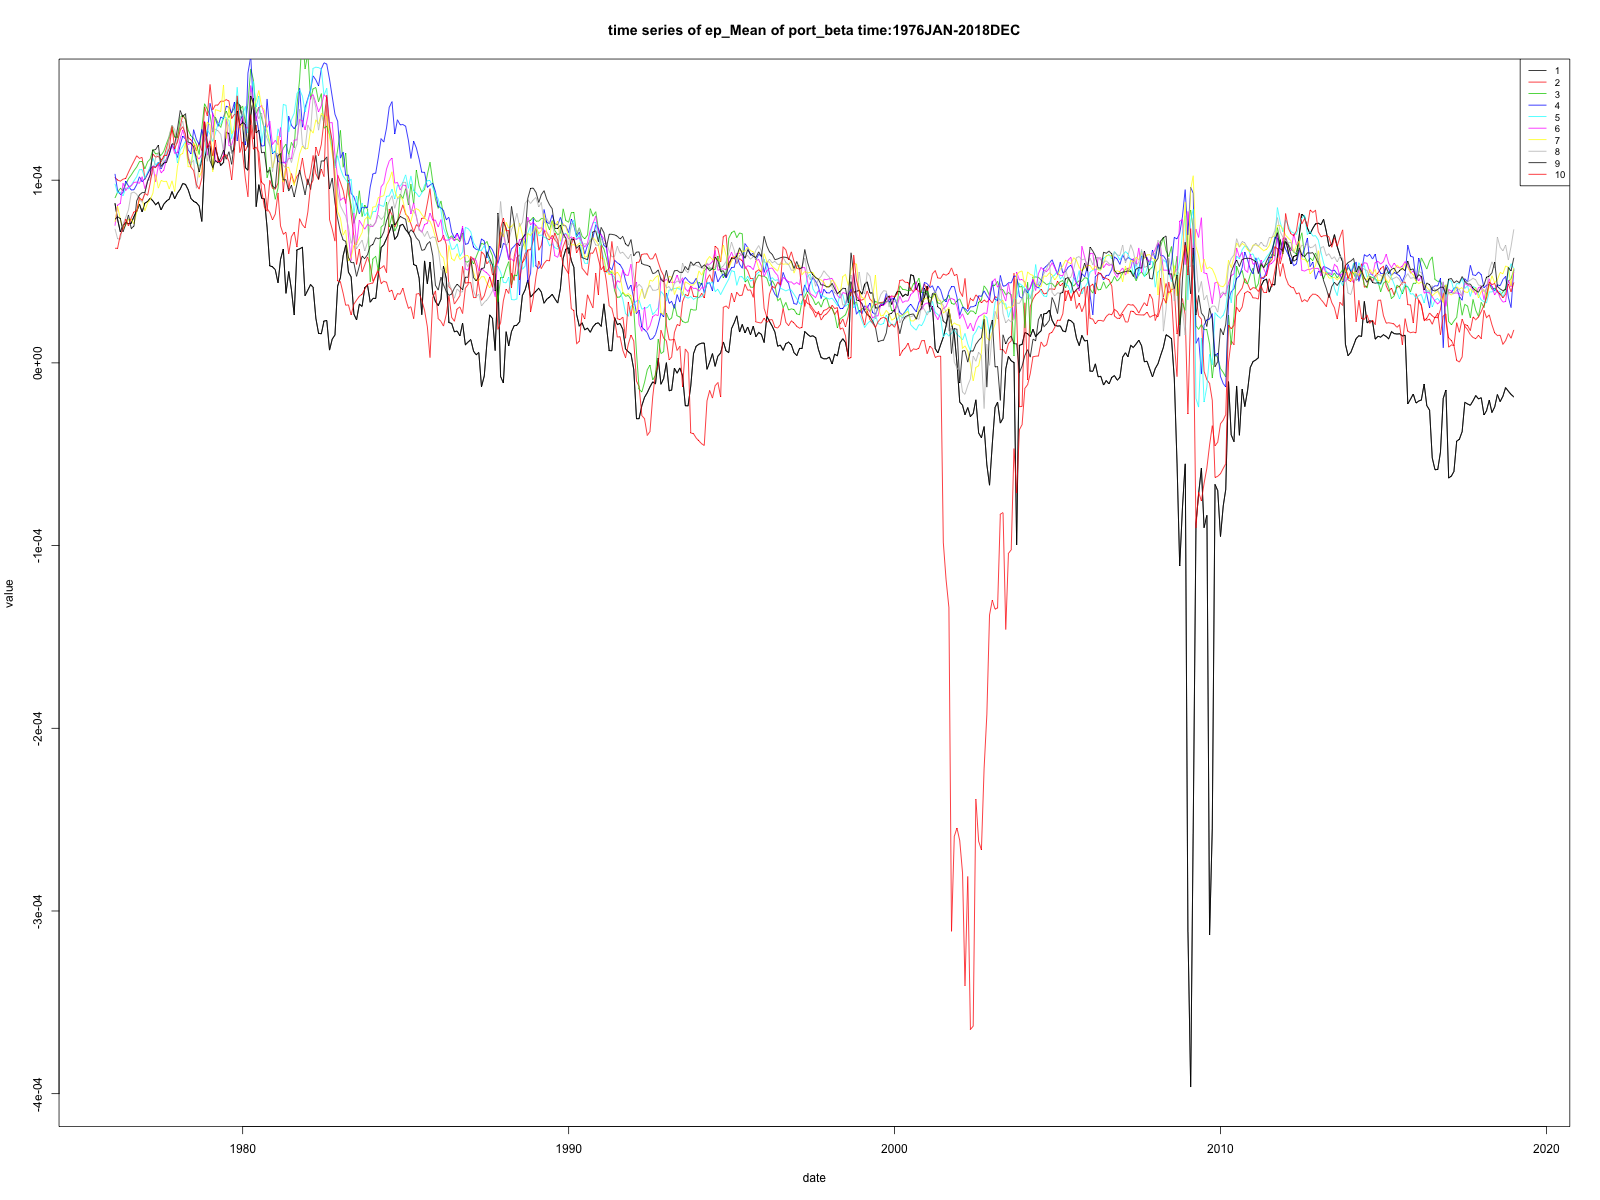 time series of ep_Mean of port_beta time:1976JAN-2018DEC
1
2
3
4
5
6
7
8
9
10
1e+04
0e+00
-1e-04
-2e-04
-3e-04
-4e-04
value
1980
1990
2000
2010
2020
date